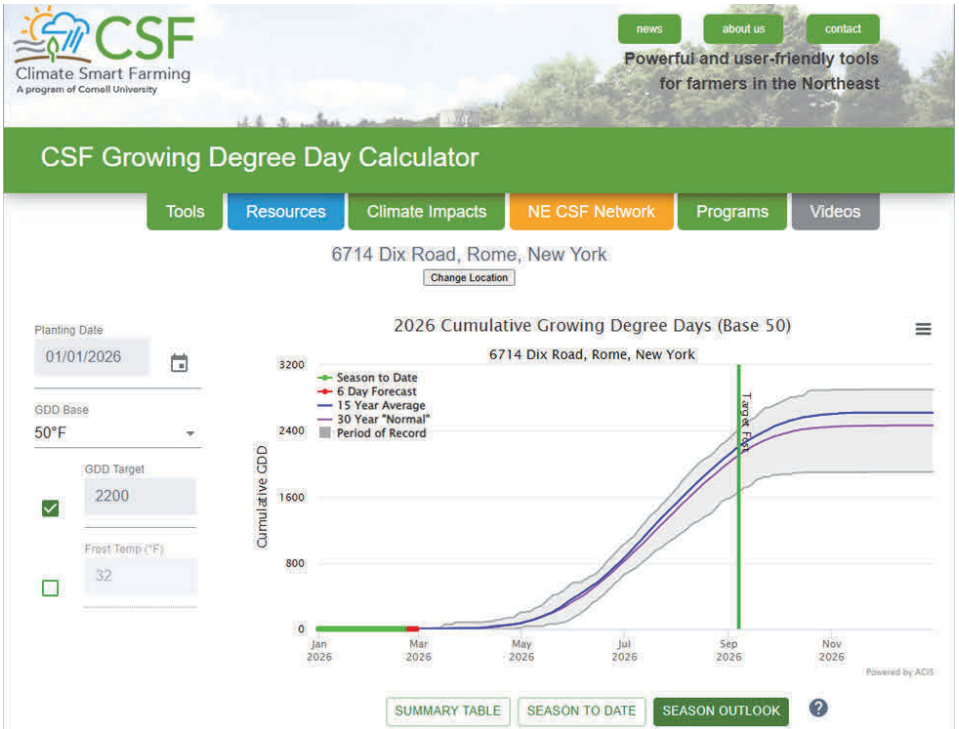 CSF
Climate Smart Farming
A program of Cornell University
news
about us
contact
Powerful and user-friendly tools
for farmers in the Northeast
CSF Growing Degree Day Calculator
Tools
Resources
Climate Impacts
NE CSF Network
Programs
Videos
6714 Dix Road, Rome, New York
Change Location
Planting Date
01/01/2026
GDD Base
50°F
GDD Target
2200
Frost Temp (°F)
32
2026 Cumulative Growing Degree Days (Base 50)
6714 Dix Road, Rome, New York
Season to Date
6 Day Forecast
15 Year Average
30 Year "Normal"
Period of Record
Target Est
Cumulative GDD
3200
2400
1600
800
0
Jan
2026
Mar
2026
May
2026
Jul
2026
Sep
2026
Nov
2026
Powered by ACIS
SUMMARY TABLE
SEASON TO DATE
SEASON OUTLOOK
?